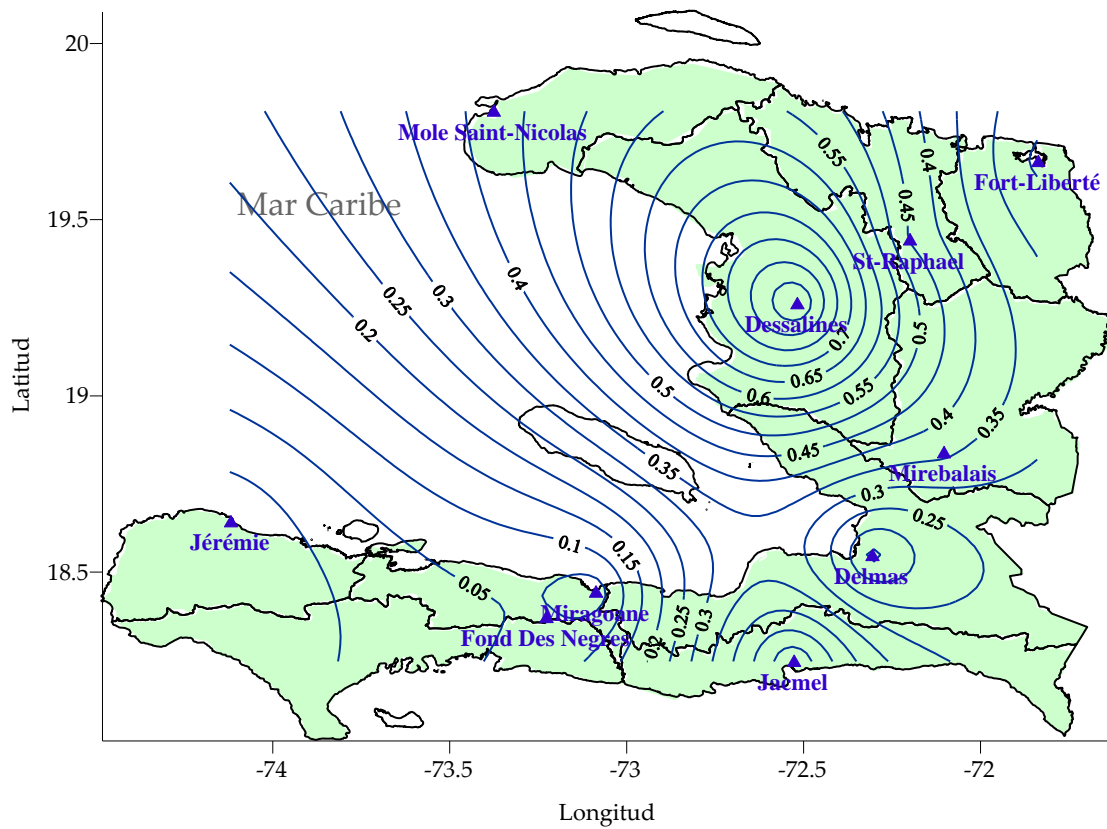 20
Mole Saint-Nicolas
0.55
0.4
Fort-Liberté
Mar Caribe
0.45
19.5
St-Raphael
0.4
0.3
0.25
0.2
Dessalines
0.7
0.5
0.65
0.5
0.6
0.55
19
0.4
0.35
0.45
0.35
Mirebalais
0.3
0.25
Jérémie
0.1
0.15
Delmas
18.5
0.05
Miragoane
0.25
0.3
Fond Des Negres
0.2
Jacmel
Latitud
-74
-73.5
-73
-72.5
-72
Longitud